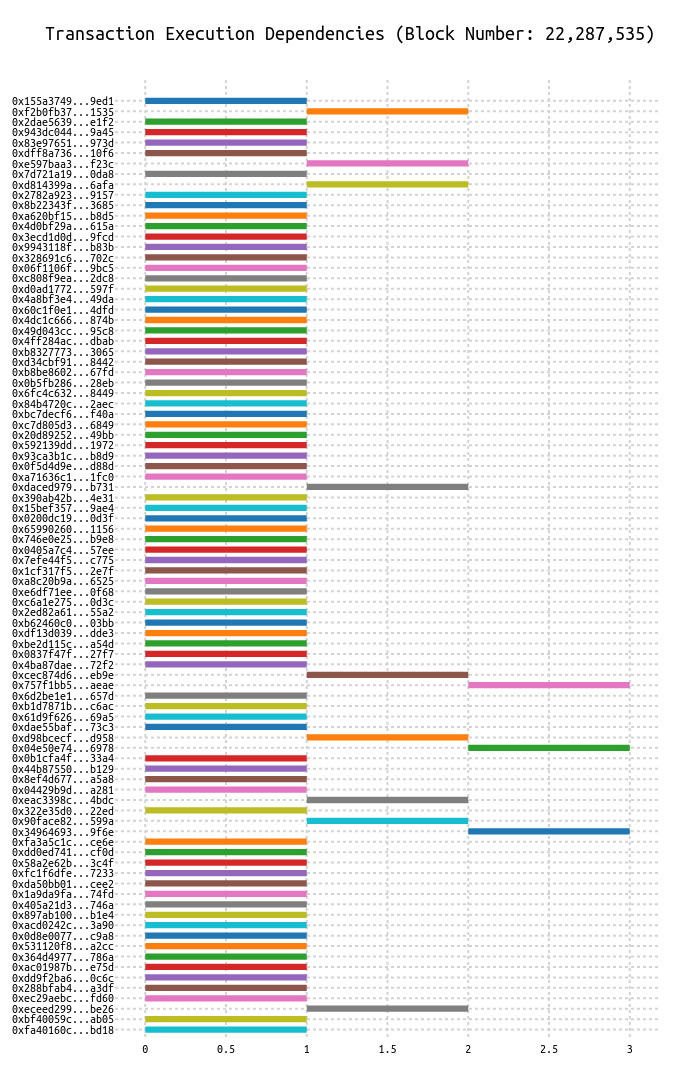 Transaction Execution Dependencies (Block Number: 22,287,535)
0x155a3749...9ed1
0xf2b0fb37...1535
0x2dae5639...e1f2
0x943dc044...9a45
0x83e97651...973d
0xdff8a736...10f6
0xe597baa3...f23c
0x7d721a19...0da8
0xd814399a...6afa
0x2782a923...9157
0x8b22343f...3685
0xa620bf15...b8d5
0x4d0bf29a...615a
0x3ecd1d0d...9fcd
0x9943118f...b83b
0x328691c6...702c
0x06f1106f...9bc5
0xc808f9ea...2dc8
0xd0ad1772...597f
0x4a8bf3e4...49da
0x60c1f0e1...4dfd
0x4dc1c666...874b
0x49d043cc...95c8
0x4ff284ac...dbab
0xb8327773...3065
0xd34cbf91...8442
0xb8be8602...67fd
0x0b5fb286...28eb
0x6fc4c632...8449
0x84b4720c...2aec
0xbc7decf6...f40a
0xc7d805d3...6849
0x20d89252...49bb
0x592139dd...1972
0x93ca3b1c...b8d9
0x0f5d4d9e...d88d
0xa71636c1...1fc0
0xdaced979...b731
0x390ab42b...4e31
0x15bef357...9ae4
0x0200dc19...0d3f
0x65990260...1156
0x746e0e25...b9e8
0x0405a7c4...57ee
0x7efe44f5...c775
0x1cf317f5...2e7f
0xa8c20b9a...6525
0xe6df71ee...0f68
0xc6a1e275...0d3c
0x2ed82a61...55a2
0xb62460c0...03bb
0xdf13d039...dde3
0xbe2d115c...a54d
0x0837f47f...27f7
0x4ba87dae...72f2
0xcec874d6...eb9e
0x757f1bb5...aeae
0x6d2be1e1...657d
0xb1d7871b...c6ac
0x61d9f626...69a5
0xdae55baf...73c3
0xd98bcecf...d958
0x04e50e74...6978
0x0b1cfa4f...33a4
0x44b87550...b129
0x8ef4d677...a5a8
0x04429b9d...a281
0xeac3398c...4bdc
0x322e35d0...22ed
0x90face82...599a
0x34964693...9f6e
0xfa3a5c1c...ce6e
0xdd0ed741...cf0d
0x58a2e62b...3c4f
0xfc1f6dfe...7233
0xda50bb01...cee2
0x1a9da9fa...74fd
0x405a21d3...746a
0x897ab100...b1e4
0xacd0242c...3a90
0x0d8e0077...c9a8
0x531120f8...a2cc
0x364d4977...786a
0xac01987b...e75d
0xdd9f2ba6...0c6c
0x288bfab4...a3df
0xec29aebc...fd60
0xeceed299...be26
0xbf40059c...ab05
0xfa40160c...bd18
0 0.5 1 1.5 2 2.5 3